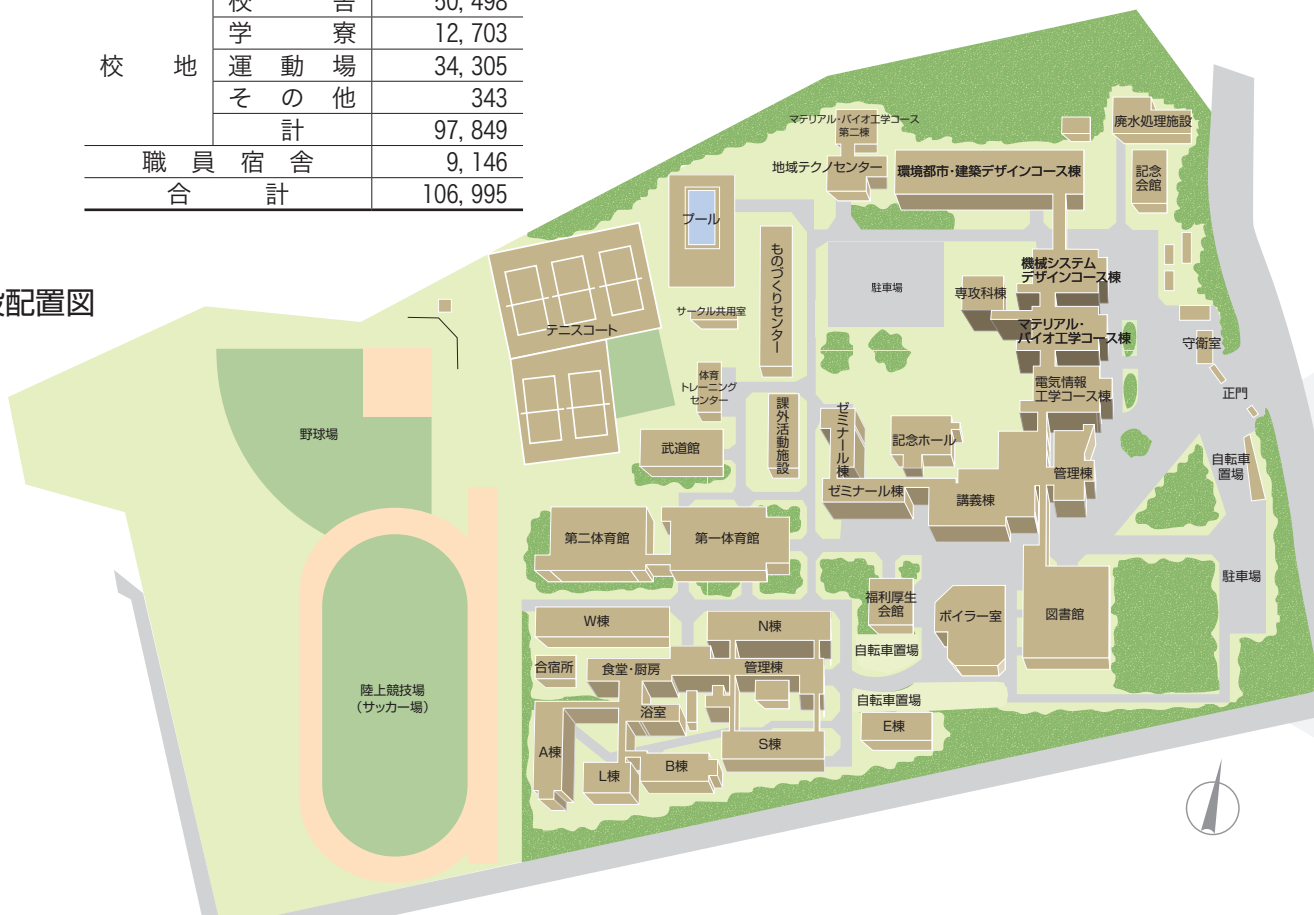 校舎 50,498
学寮 12,703
校地 運動場 34,305
その他 343
計 97,849
職員宿舎 9,146
合計 106,995
配置図
マテリアル・バイオ工学コース
第二棟
地域テクノセンター
環境都市・建築デザインコース棟
廃水処理施設
記念
会館
プール
ものづくりセンター
駐車場
機械システム
デザインコース棟
専攻科棟
サークル共用室
テニスコート
マテリアル・
バイオ工学コース棟
守衛室
体育
トレーニング
センター
電気情報
工学コース棟
正門
課外活動施設
ゼミナール棟
野球場
武道館
記念ホール
自転車
置場
管理棟
ゼミナール棟
講義棟
第二体育館
第一体育館
駐車場
福利厚生
会館
ボイラー室
図書館
W棟
N棟
自転車置場
合宿所
食堂・厨房
管理棟
陸上競技場
(サッカー場)
自転車置場
浴室
E棟
A棟
S棟
L棟
B棟